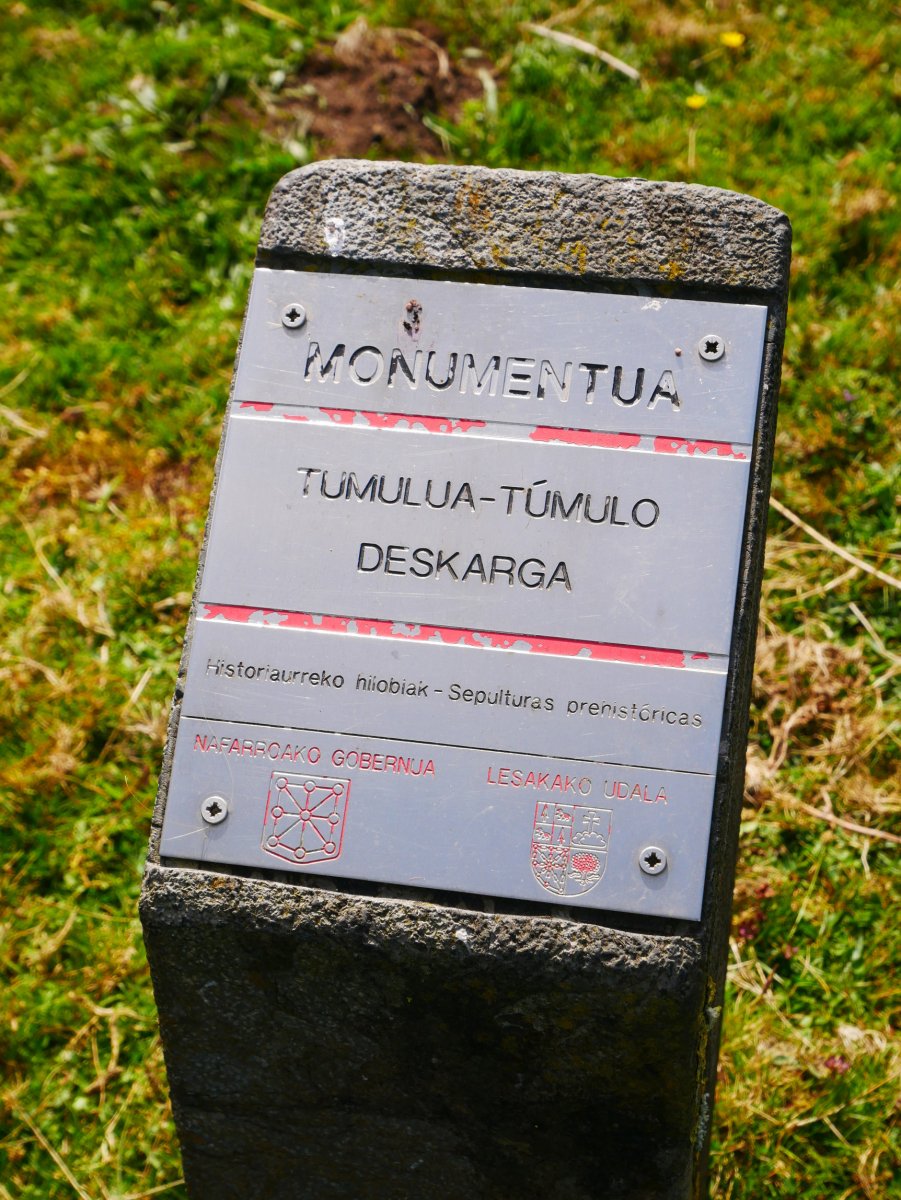 MONUMENTUA
TUMULUA-TÚMULO
DESKARGA
Historiaurreko hilobiak - Sepulturas prehistóricas
NAFARROAKO GOBERNUA
LESAKAKO UDALA